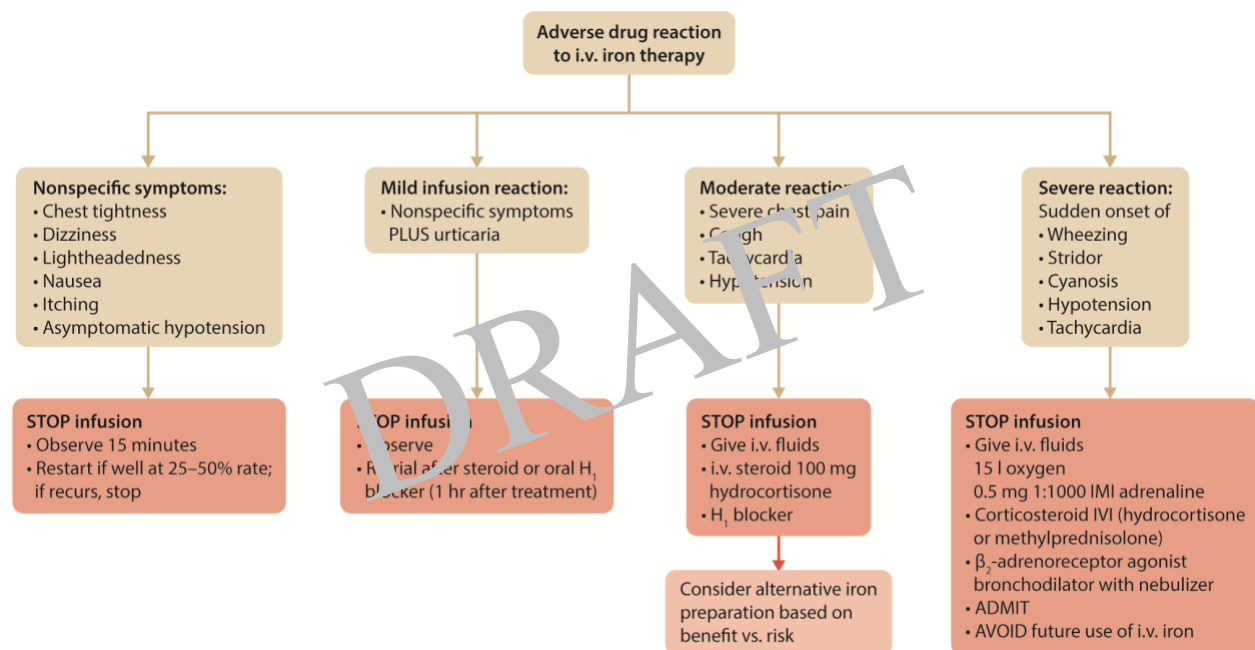 Adverse drug reaction
to i.v. iron therapy
Nonspecific symptoms:
• Chest tightness
• Dizziness
• Lightheadedness
• Nausea
• Itching
• Asymptomatic hypotension
Mild infusion reaction:
• Nonspecific symptoms
PLUS urticaria
Moderate reaction:
• Severe chest pain
• Cough
• Tachycardia
• Hypotension
Severe reaction:
Sudden onset of
• Wheezing
• Stridor
• Cyanosis
• Hypotension
• Tachycardia
STOP infusion
• Observe 15 minutes
• Restart if well at 25–50% rate;
if recurs, stop
STOP infusion
• Observe
• Retrial after steroid or oral H₁
blocker (1 hr after treatment)
STOP infusion
• Give i.v. fluids
• i.v. steroid 100 mg
hydrocortisone
• H₁ blocker
STOP infusion
• Give i.v. fluids
15 l oxygen
0.5 mg 1:1000 IMI adrenaline
• Corticosteroid IVI (hydrocortisone
or methylprednisolone)
• β₂-adrenoreceptor agonist
bronchodilator with nebulizer
• ADMIT
• AVOID future use of i.v. iron
Consider alternative iron
preparation based on
benefit vs. risk
DRAFT